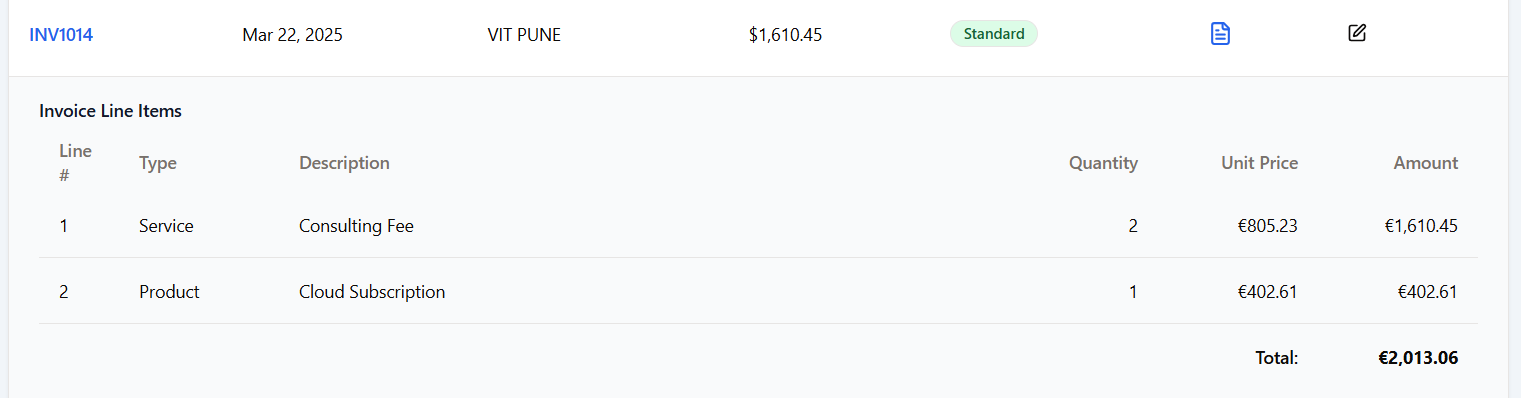 INV1014 Mar 22, 2025 VIT PUNE $1,610.45 Standard
Invoice Line Items
Line # Type Description Quantity Unit Price Amount
1 Service Consulting Fee 2 €805.23 €1,610.45
2 Product Cloud Subscription 1 €402.61 €402.61
Total: €2,013.06